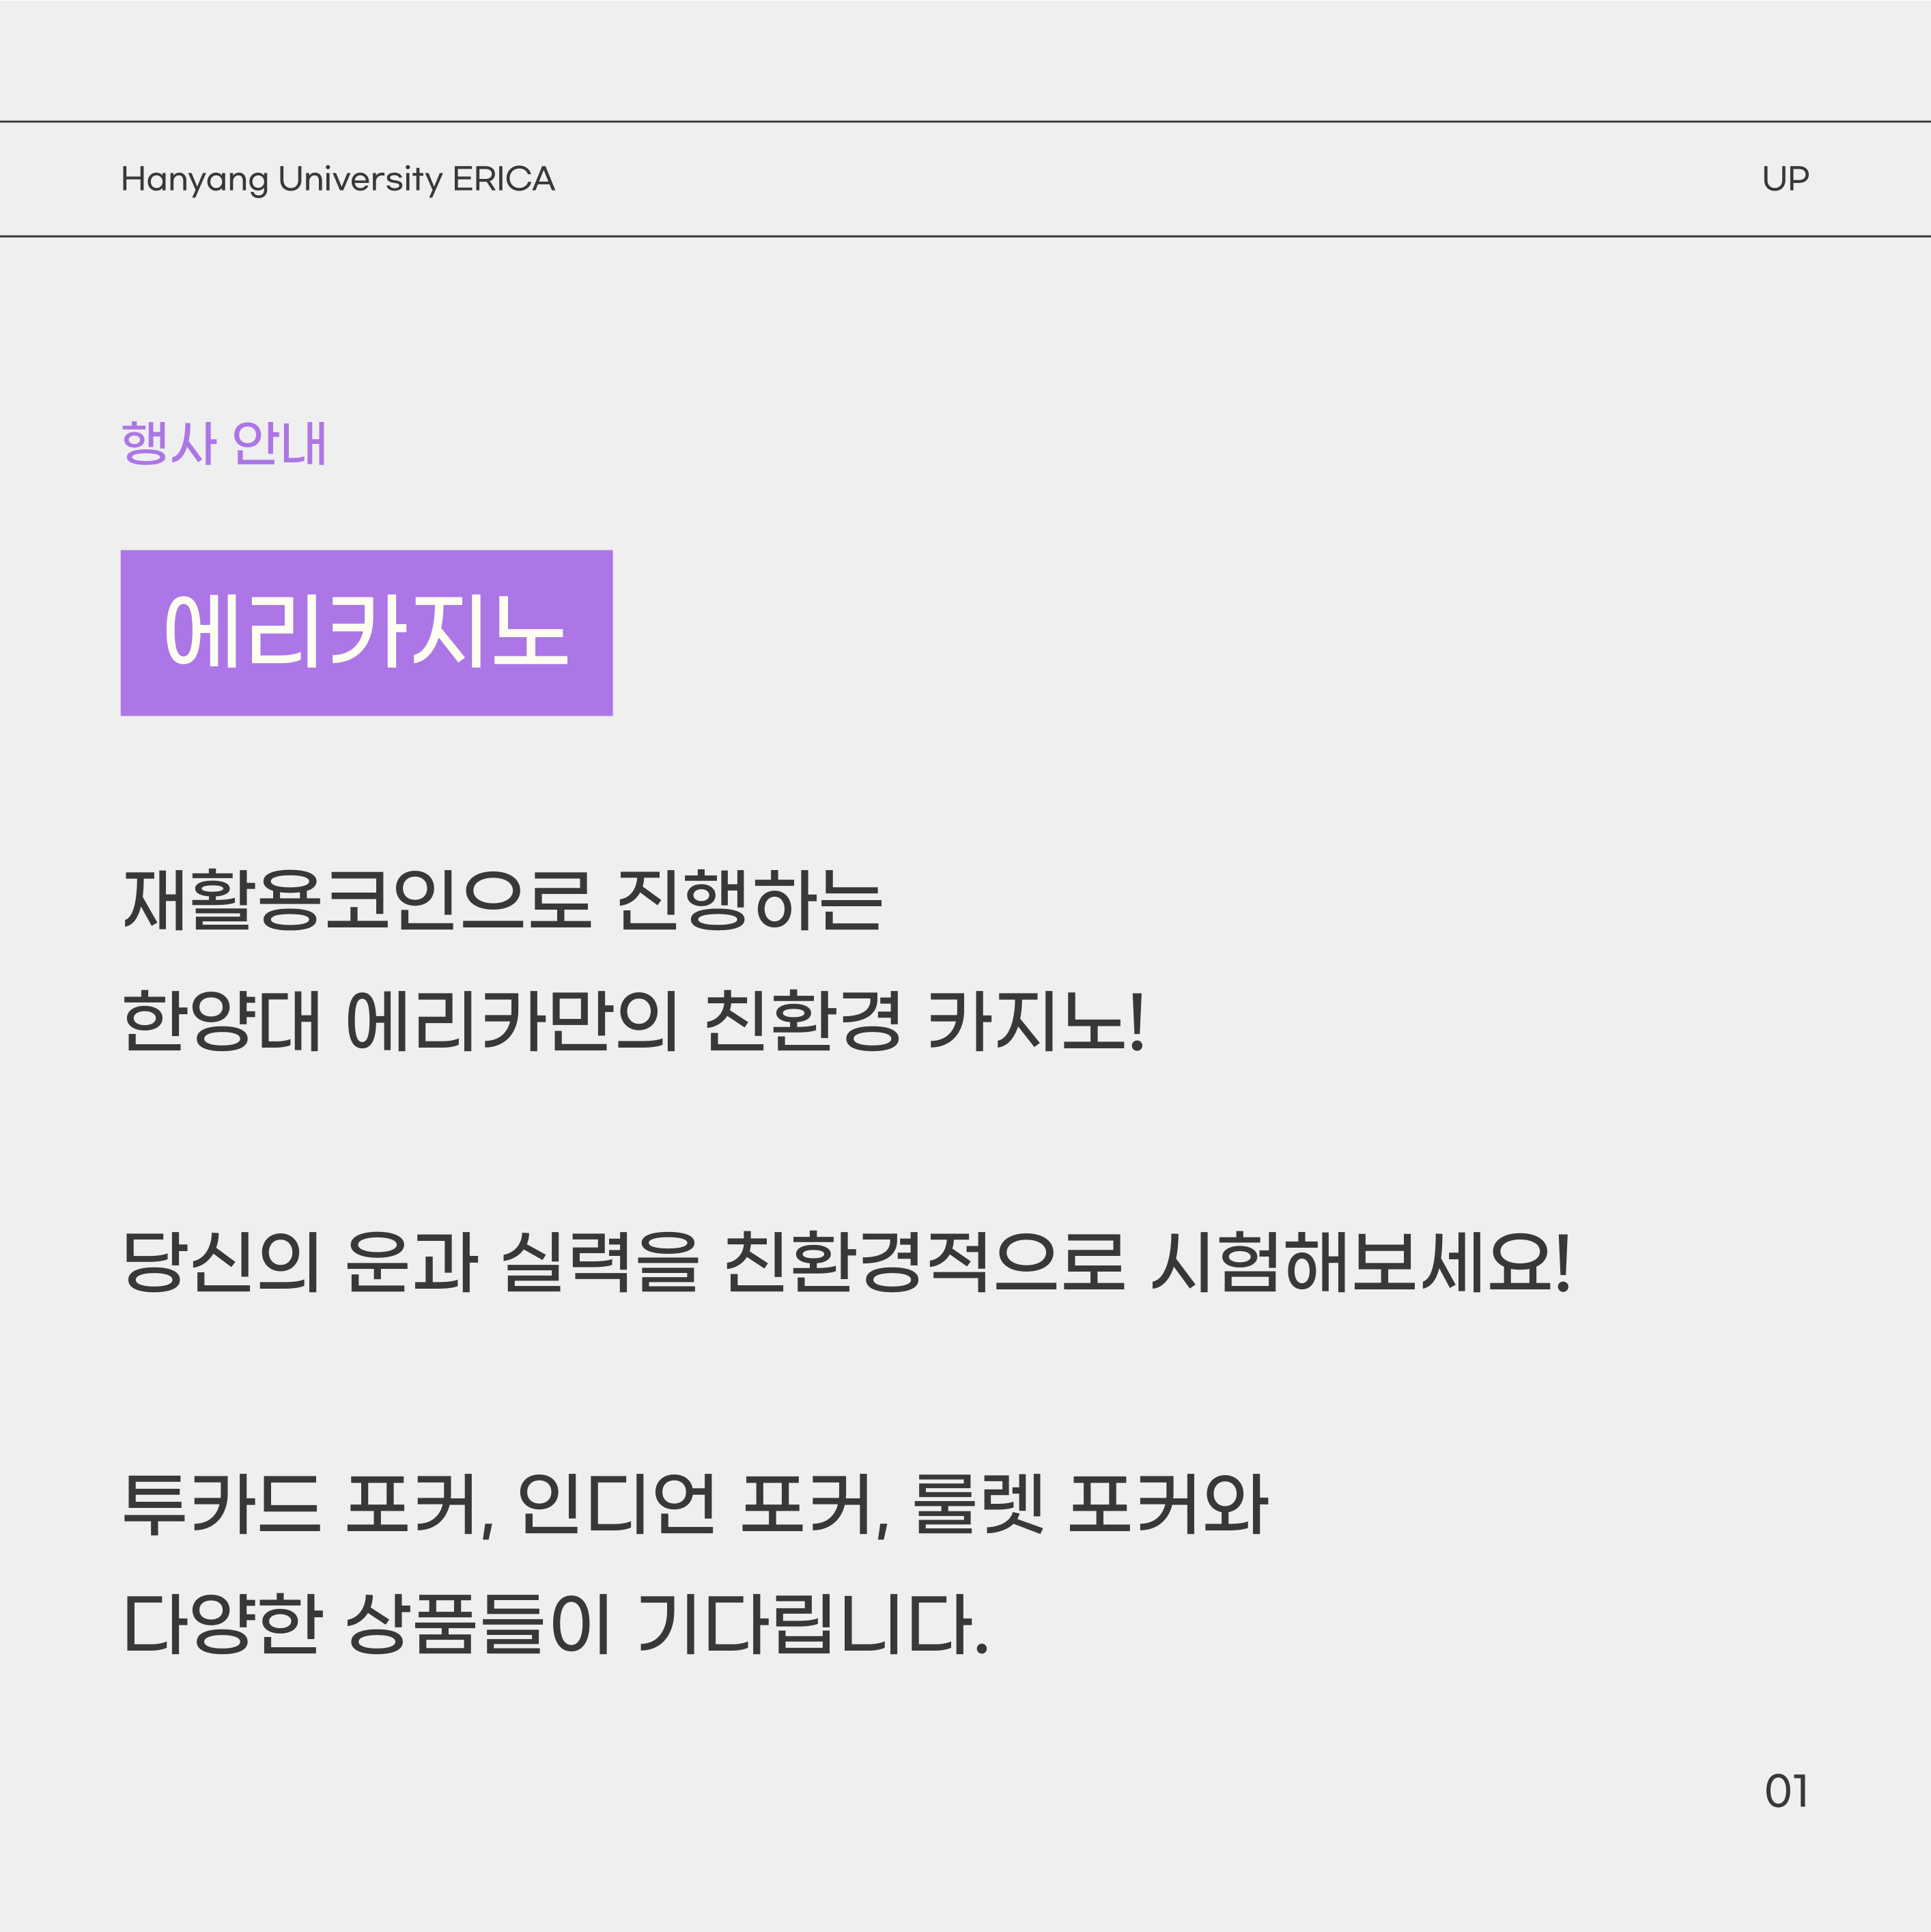 Hanyang University ERICA
UP
행사 안내
에리카지노
재활용코인으로 진행하는
한양대 에리카만의 친환경 카지노!
당신의 운과 실력을 친환경적으로 시험해보세요!
투카드 포커, 인디언 포커, 룰렛 포커와
다양한 상품들이 기다립니다.
01